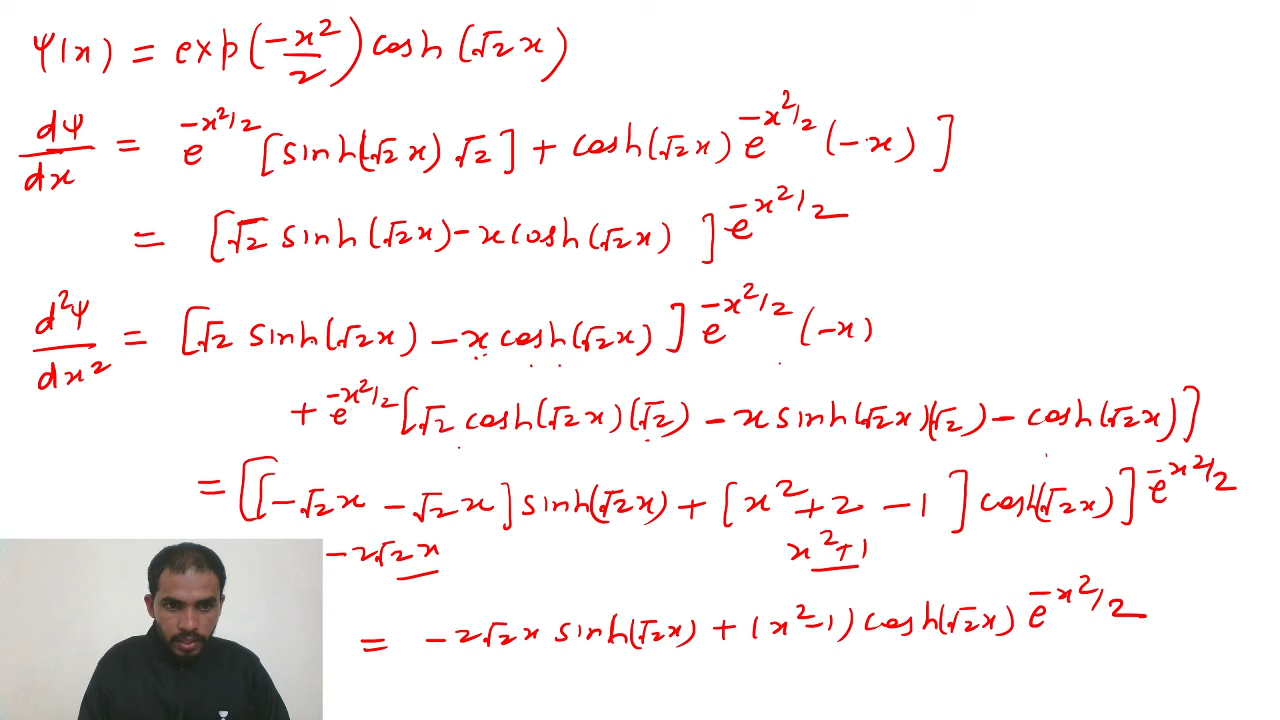 ψ(x) = exp(-x²/2) cosh(√2 x)
dψ/dx = e^(-x²/2) [sinh(√2 x) √2] + cosh(√2 x) e^(-x²/2) (-x)]
= [√2 sinh(√2 x) - x cosh(√2 x)] e^(-x²/2)
d²ψ/dx² = [√2 sinh(√2 x) - x cosh(√2 x)] e^(-x²/2) (-x)
+ e^(-x²/2) [√2 cosh(√2 x)(√2) - x sinh(√2 x)(√2) - cosh(√2 x)]
= [[-√2 x - √2 x] sinh(√2 x) + [x² + 2 - 1] cosh(√2 x)] e^(-x²/2)
-2√2 x x²+1
= -2√2 x sinh(√2 x) + (x²-1) cosh(√2 x) e^(-x²/2)